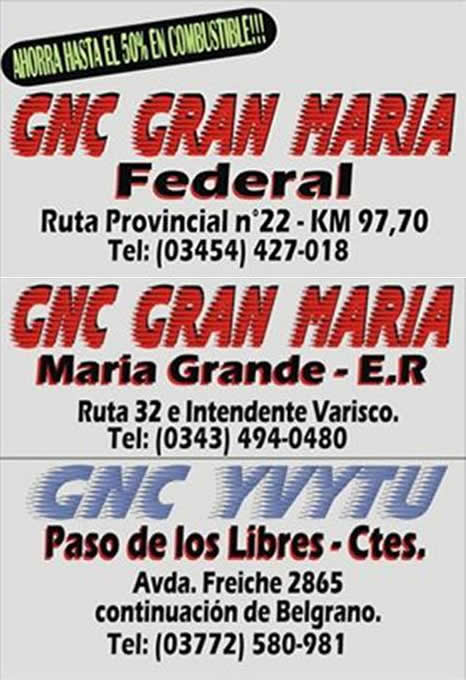 AHORRA HASTA EL 50% EN COMBUSTIBLE!!!
GNC GRAN MARIA
Federal
Ruta Provincial n°22 - KM 97,70
Tel: (03454) 427-018
GNC GRAN MARIA
Maria Grande - E.R
Ruta 32 e Intendente Varisco.
Tel: (0343) 494-0480
GNC YVYTU
Paso de los Libres - Ctes.
Avda. Freiche 2865
continuación de Belgrano.
Tel: (03772) 580-981